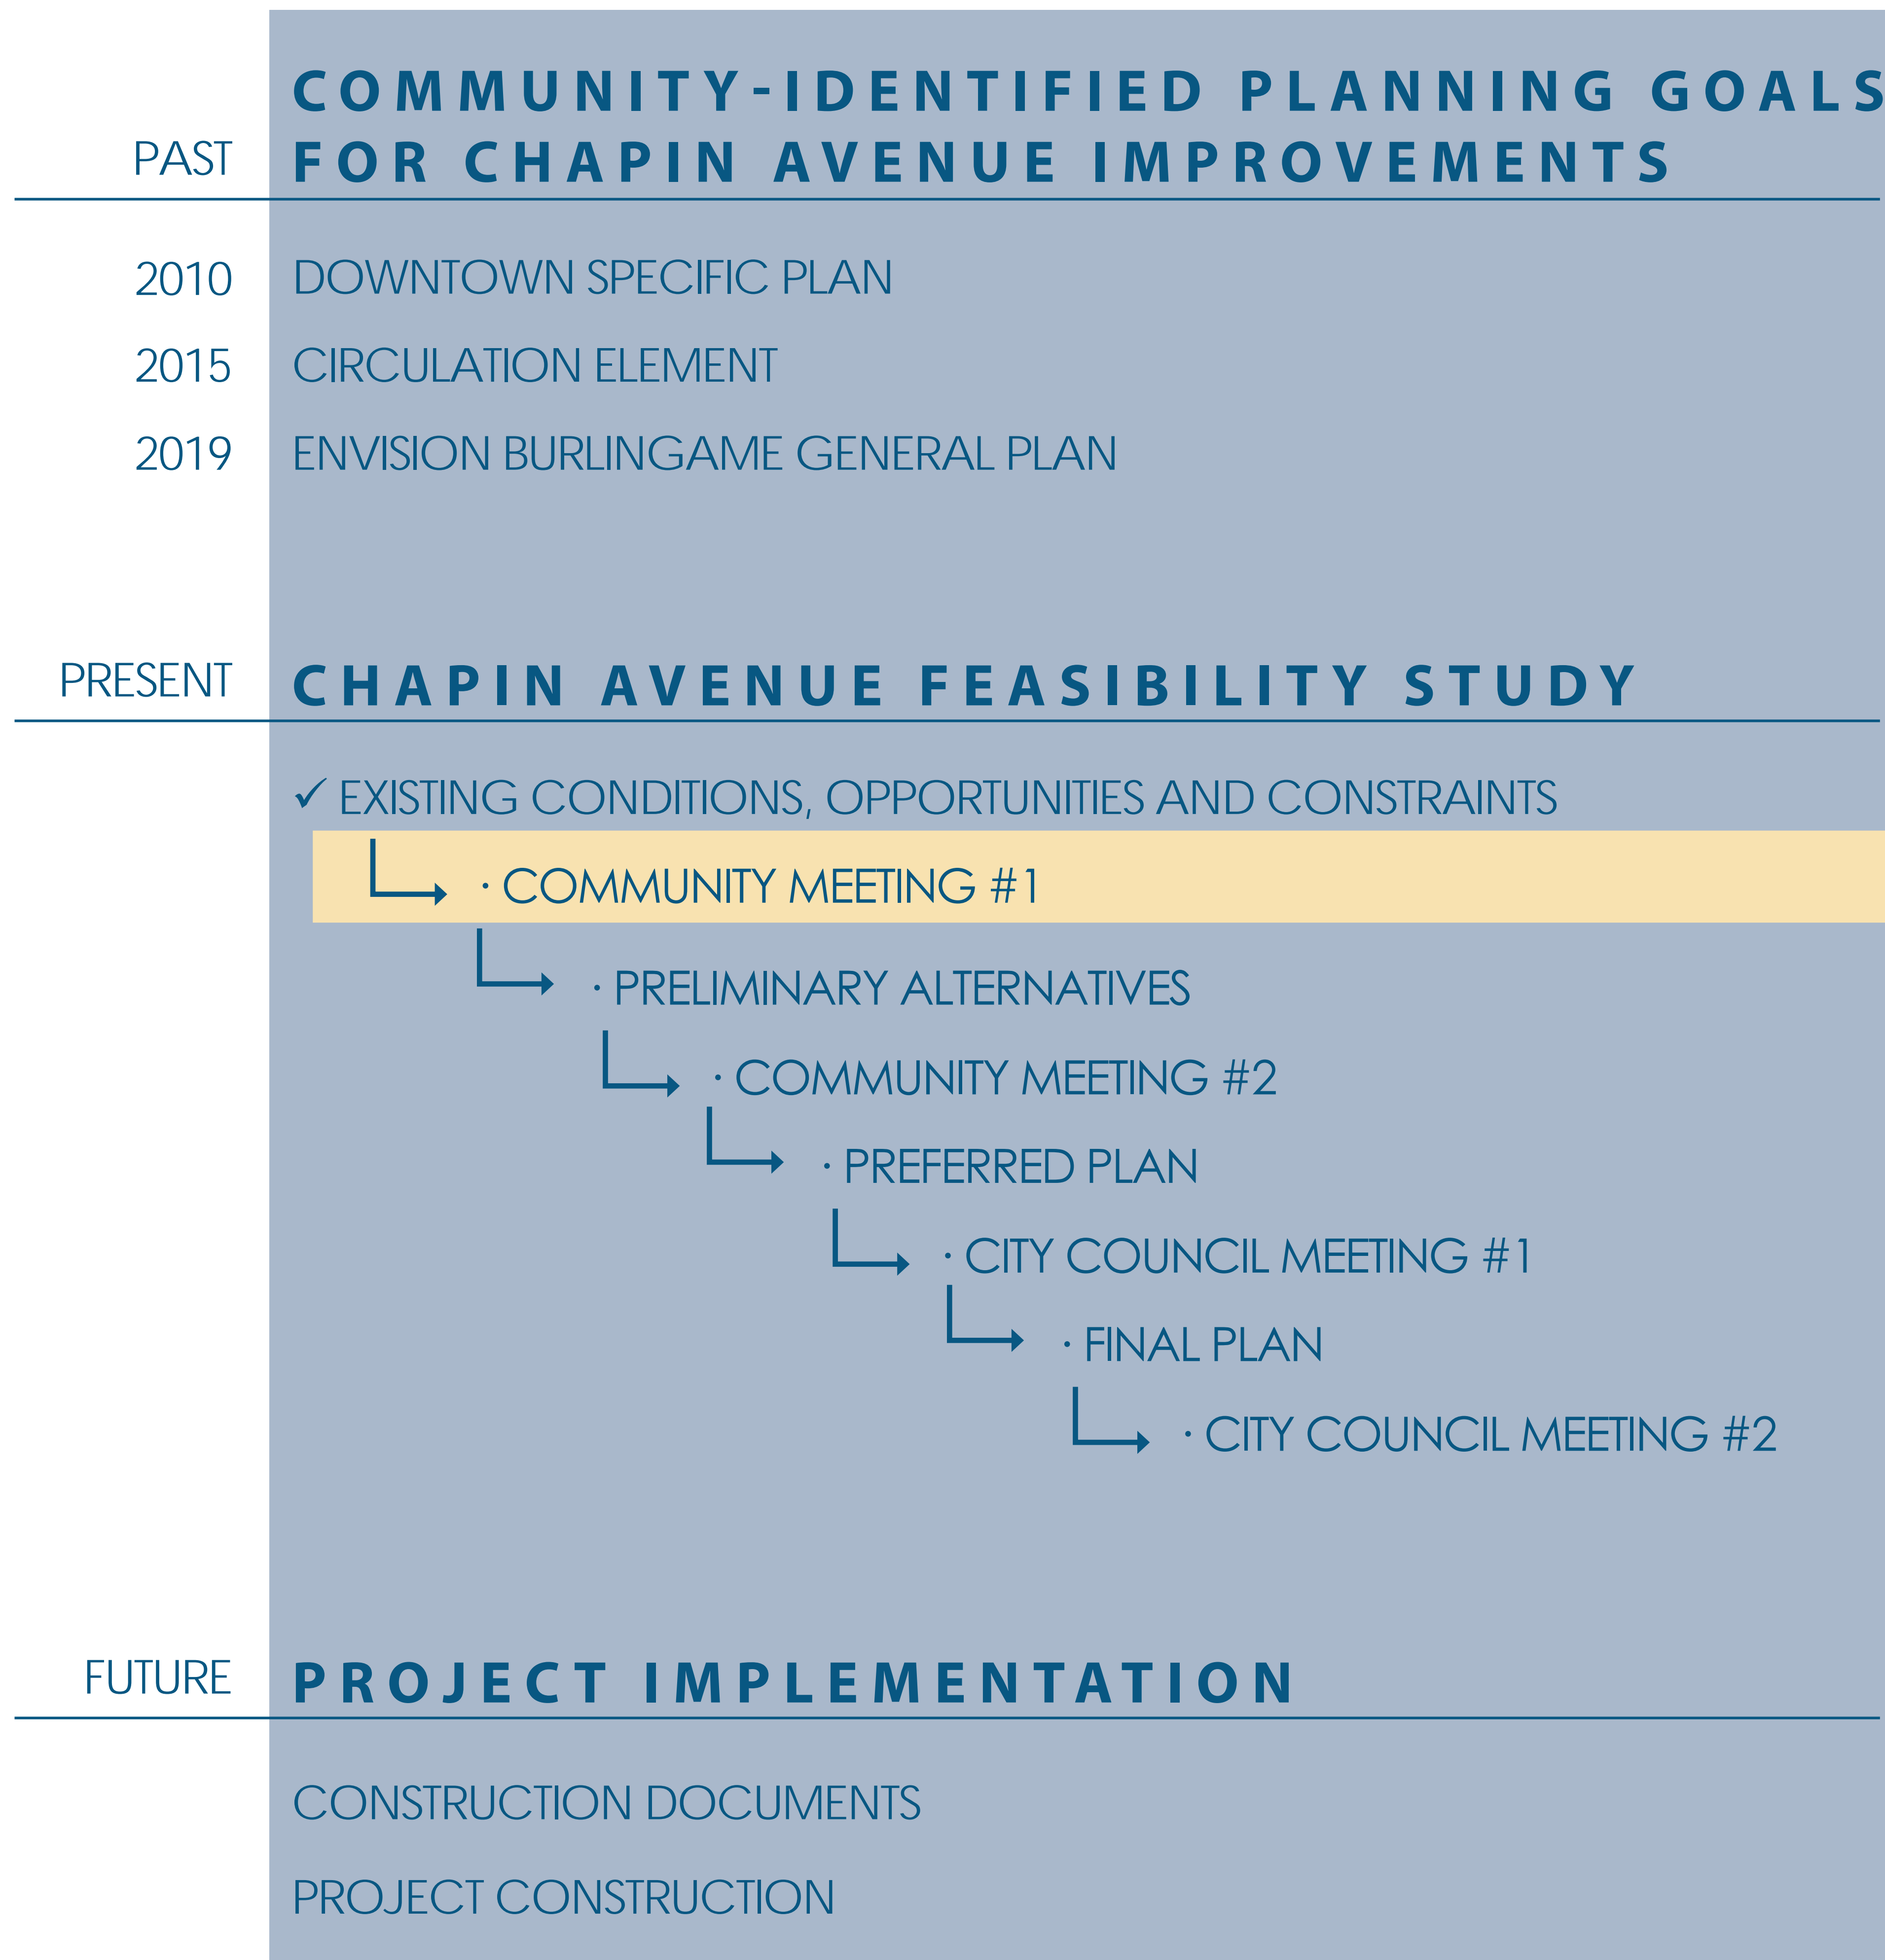 COMMUNITY-IDENTIFIED PLANNING GOALS
PAST FOR CHAPIN AVENUE IMPROVEMENTS
2010 DOWNTOWN SPECIFIC PLAN
2015 CIRCULATION ELEMENT
2019 ENVISION BURLINGAME GENERAL PLAN
PRESENT CHAPIN AVENUE FEASIBILITY STUDY
✓ EXISTING CONDITIONS, OPPORTUNITIES AND CONSTRAINTS
· COMMUNITY MEETING #1
· PRELIMINARY ALTERNATIVES
· COMMUNITY MEETING #2
· PREFERRED PLAN
· CITY COUNCIL MEETING #1
· FINAL PLAN
· CITY COUNCIL MEETING #2
FUTURE PROJECT IMPLEMENTATION
CONSTRUCTION DOCUMENTS
PROJECT CONSTRUCTION